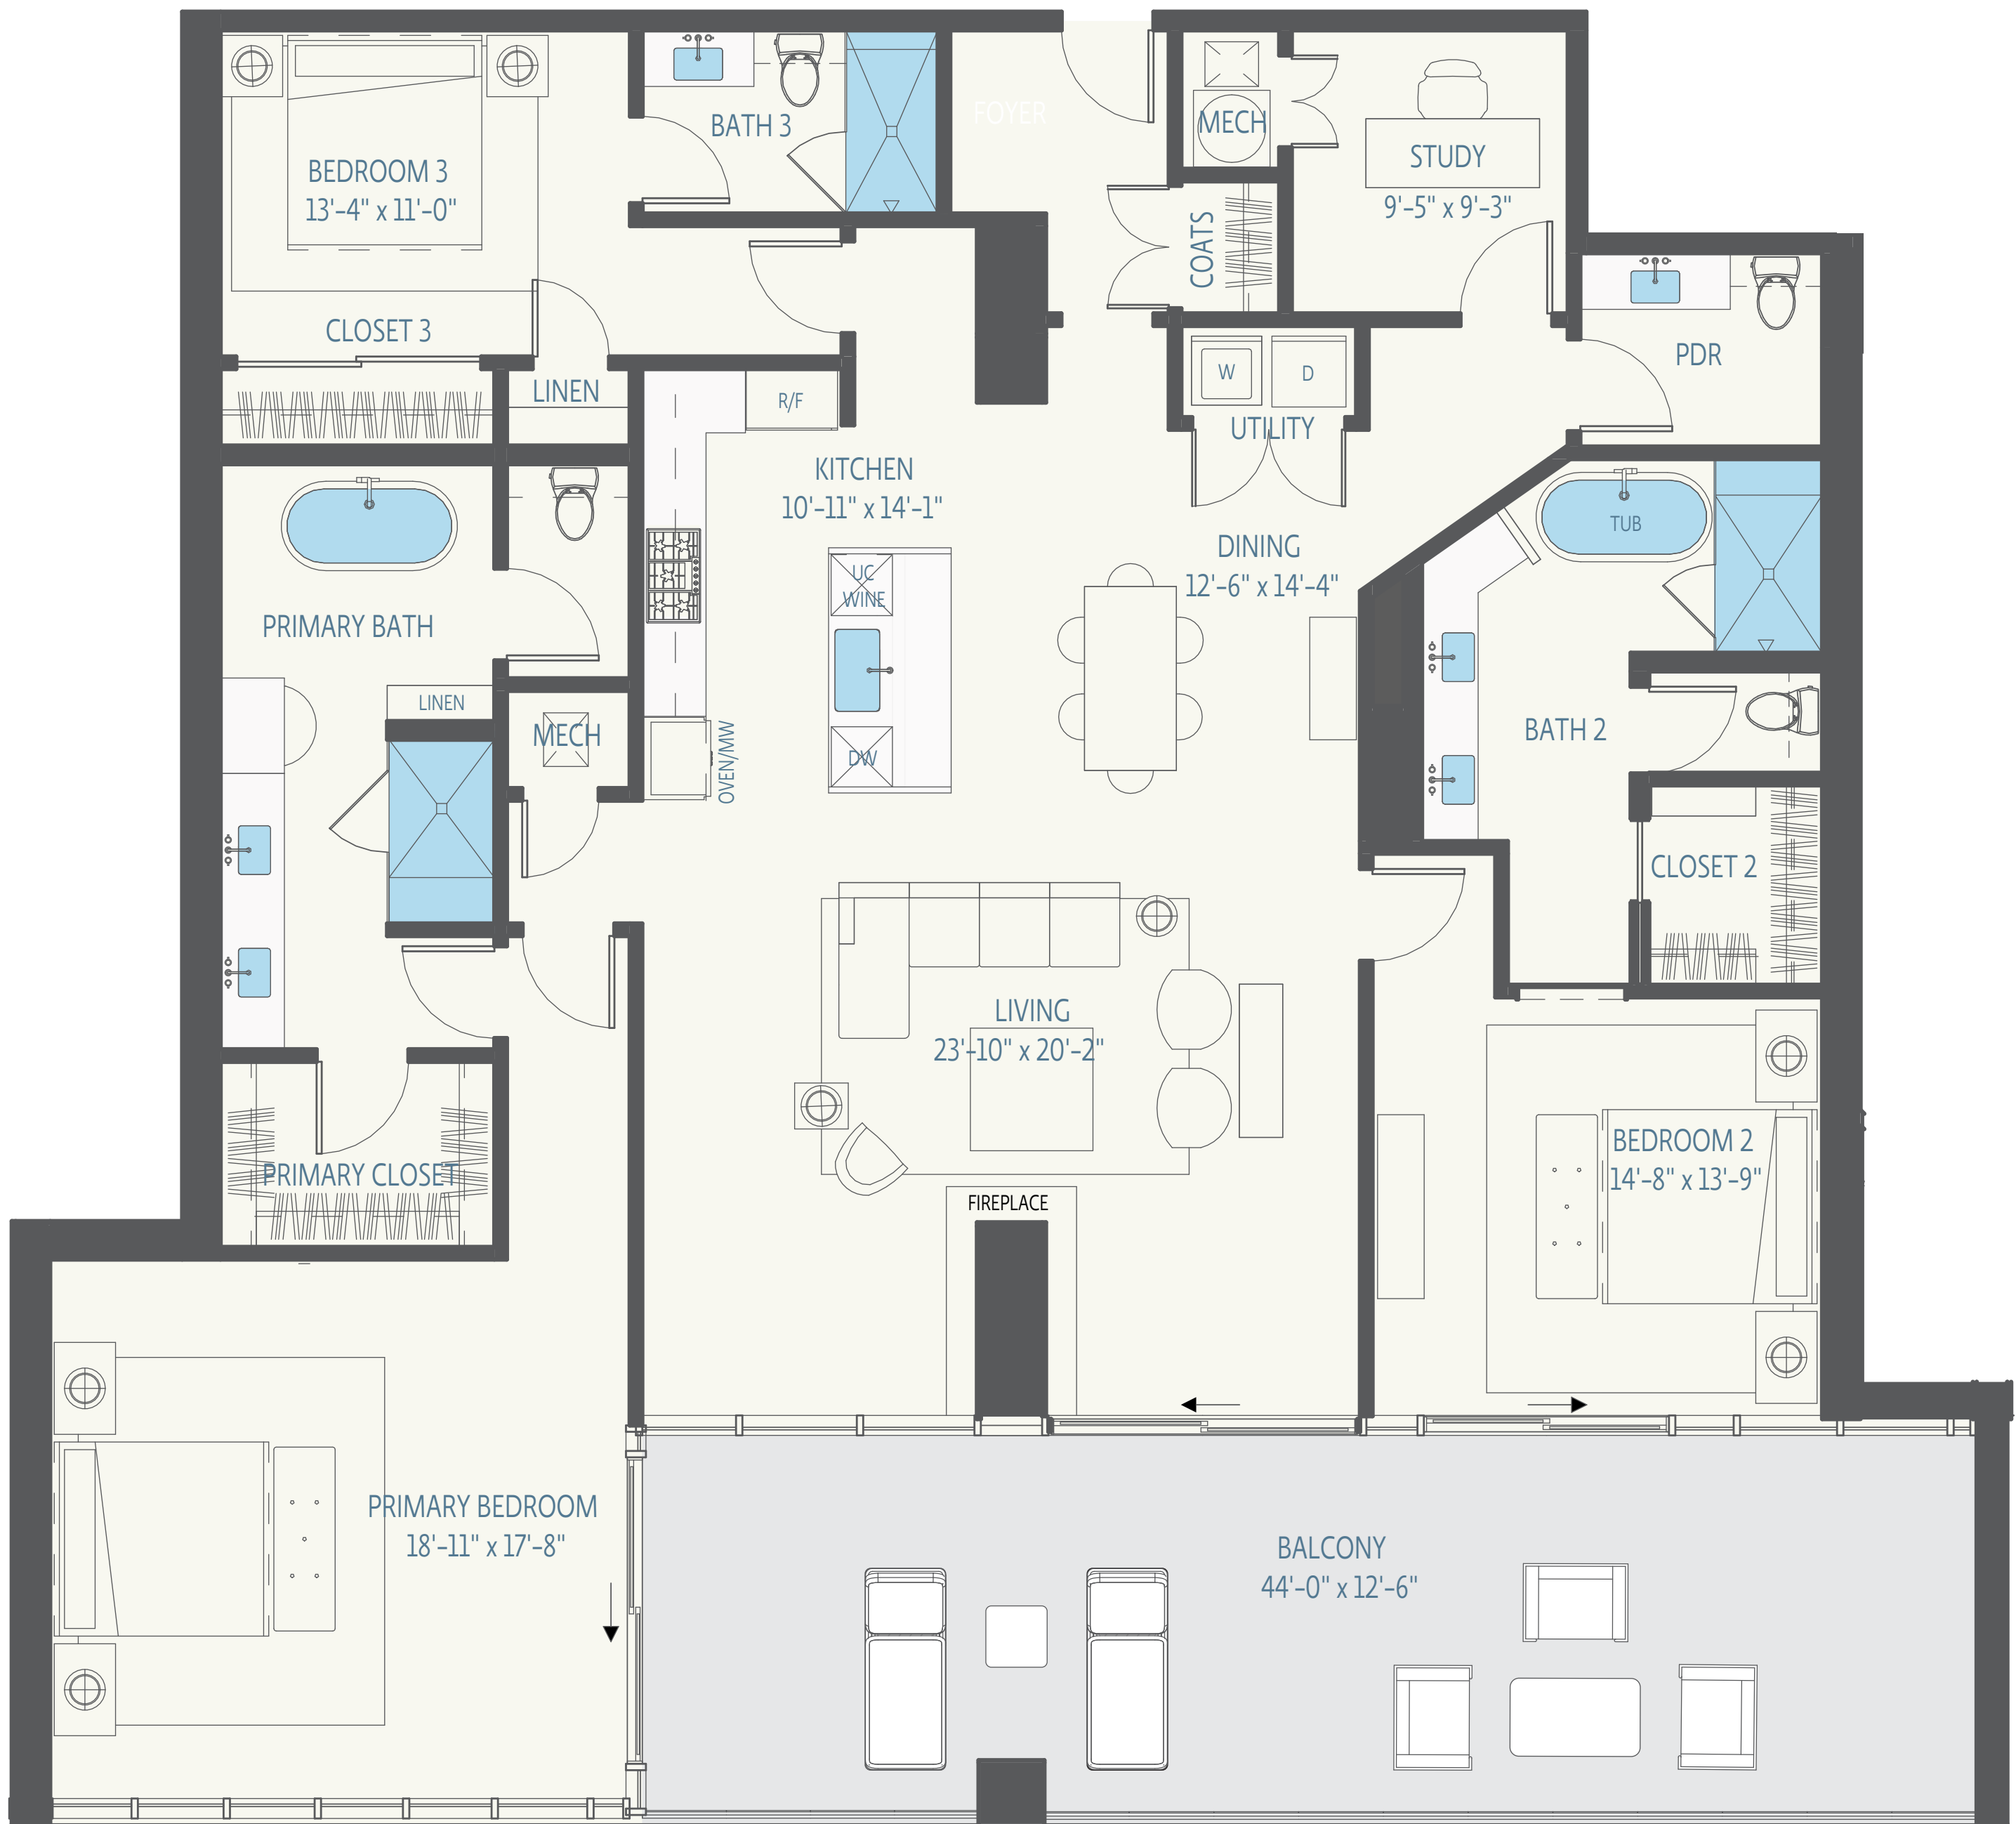 BEDROOM 3
13'-4" x 11'-0"
BATH 3
FOYER
MECH
STUDY
9'-5" x 9'-3"
COATS
CLOSET 3
LINEN
R/F
W
D
UTILITY
PDR
KITCHEN
10'-11" x 14'-1"
DINING
12'-6" x 14'-4"
TUB
UC
WINE
PRIMARY BATH
LINEN
MECH
OVEN/MW
DW
BATH 2
CLOSET 2
LIVING
23'-10" x 20'-2"
PRIMARY CLOSET
FIREPLACE
BEDROOM 2
14'-8" x 13'-9"
PRIMARY BEDROOM
18'-11" x 17'-8"
BALCONY
44'-0" x 12'-6"